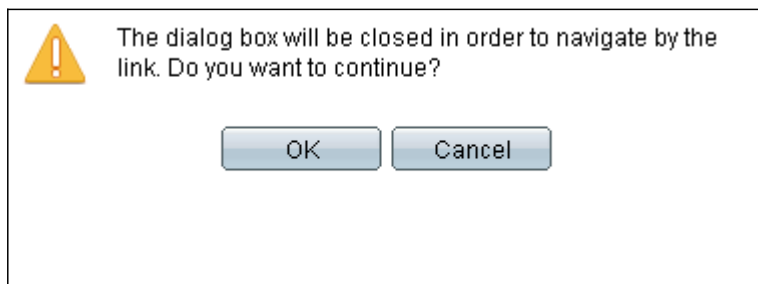 The dialog box will be closed in order to navigate by the
link. Do you want to continue?
OK Cancel